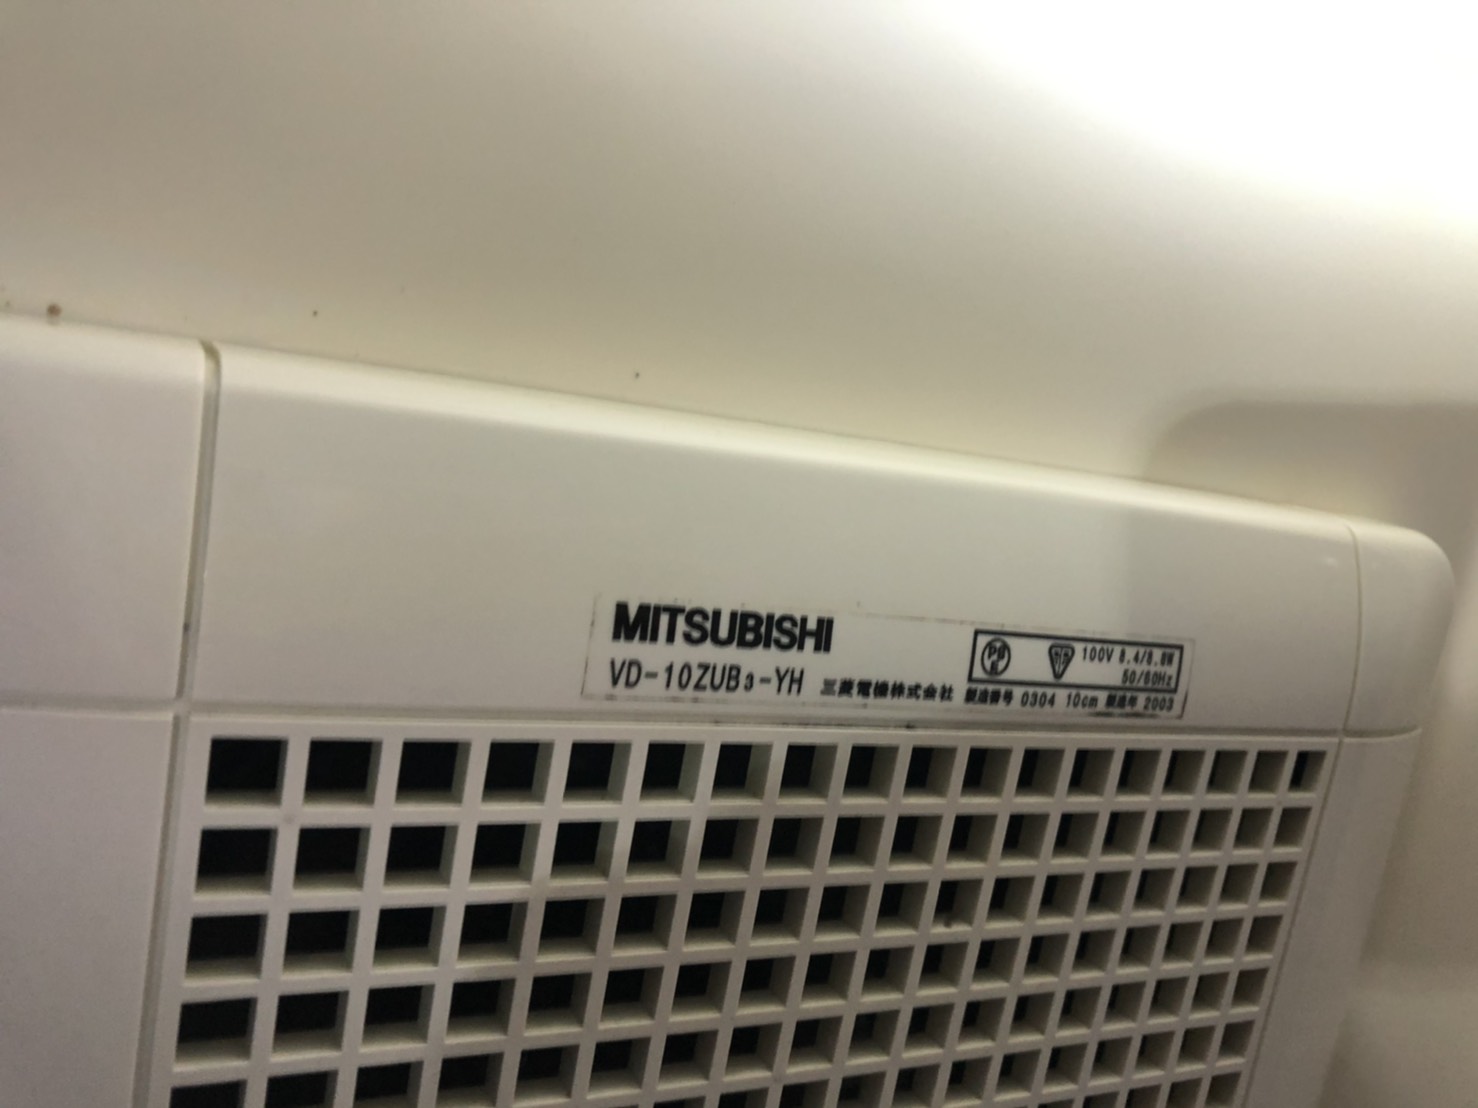 MITSUBISHI
VD-10ZUB₃-YH 三菱電機株式会社
PS
E
100V 8.4/8.8W
50/60Hz
製造番号 0304 10cm 製造年 2003